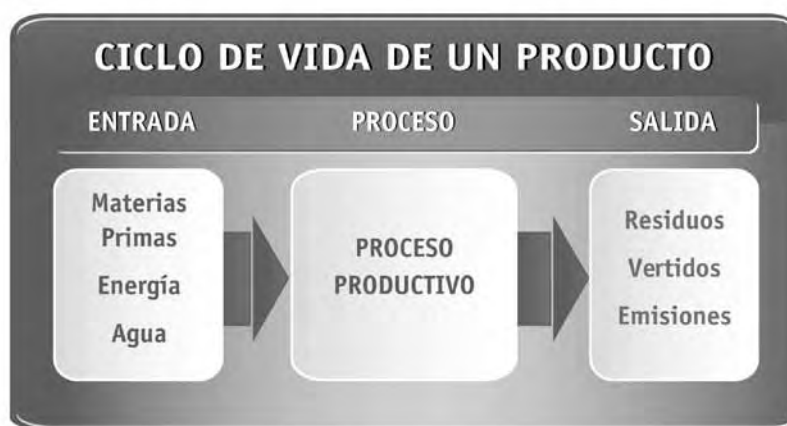 CICLO DE VIDA DE UN PRODUCTO
ENTRADA
PROCESO
SALIDA
Materias
Primas
Energía
Agua
PROCESO
PRODUCTIVO
Residuos
Vertidos
Emisiones